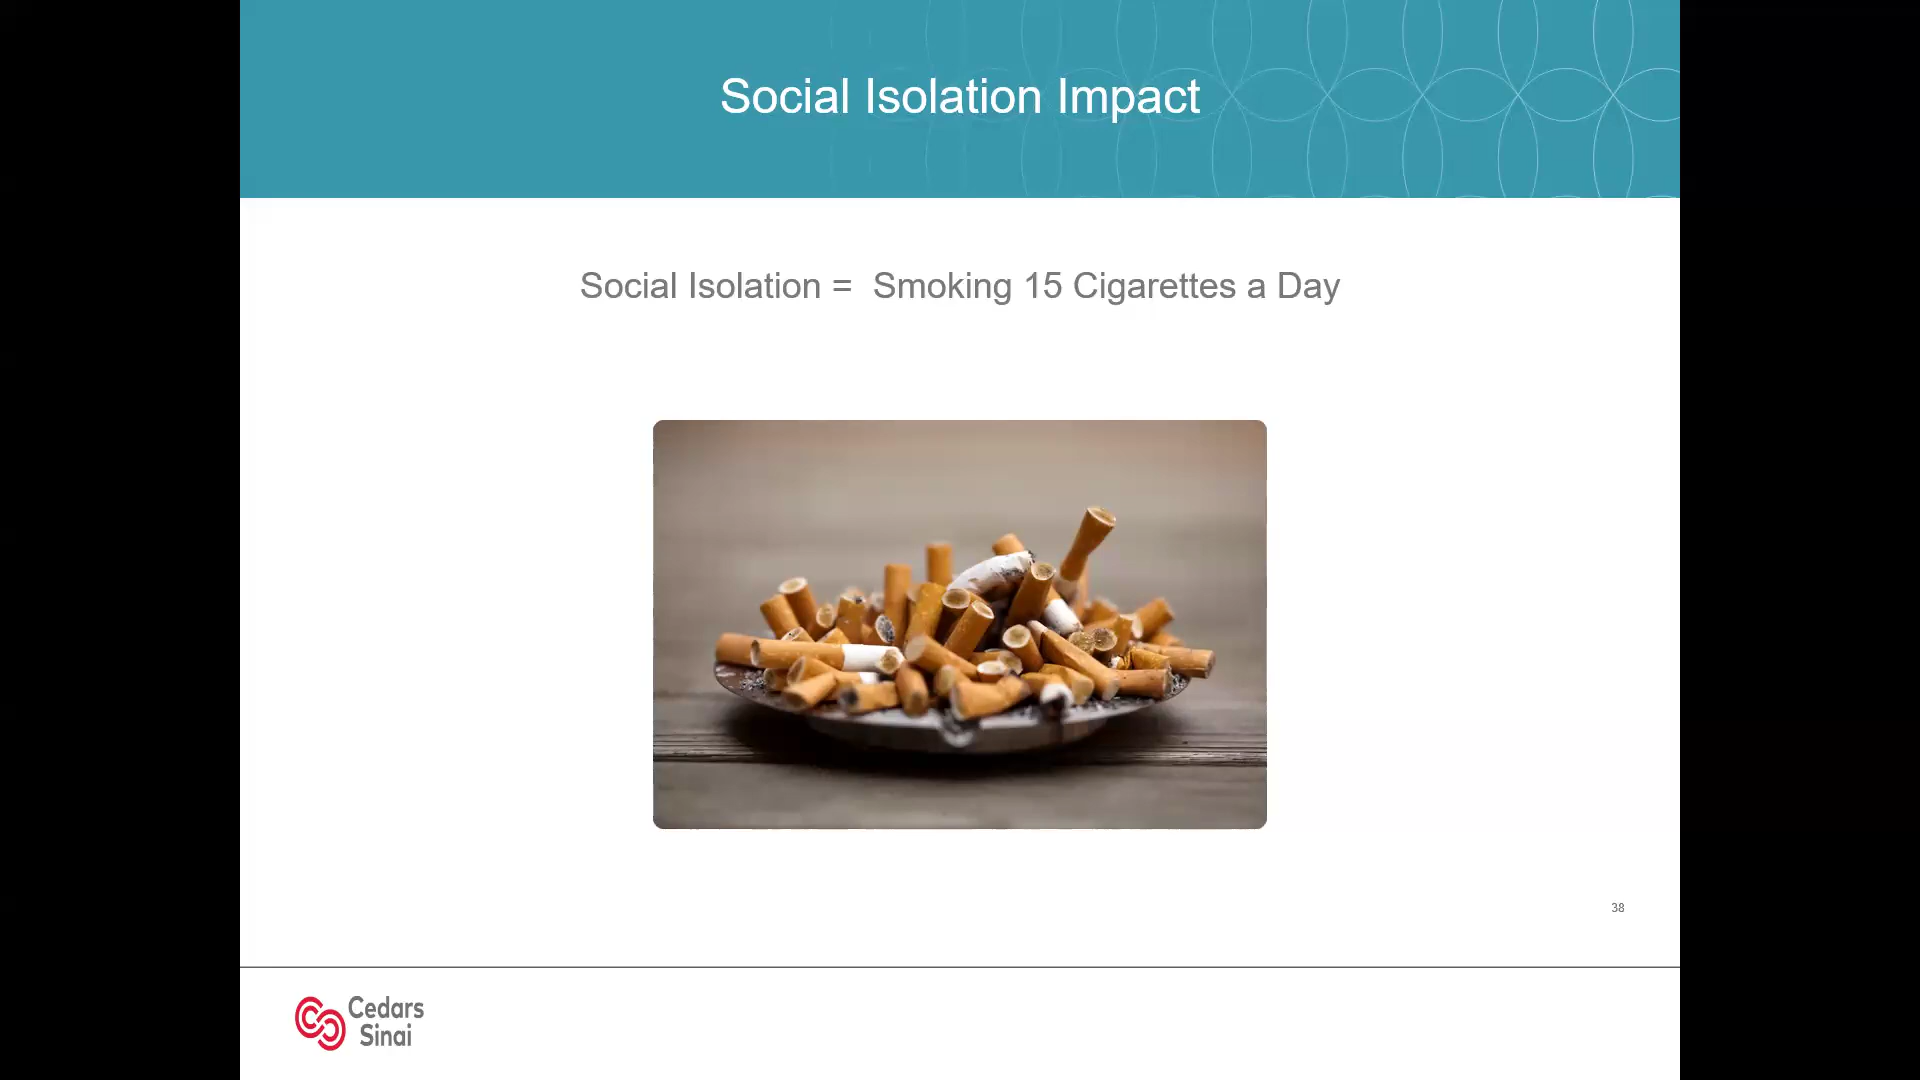 Social Isolation Impact
Social Isolation = Smoking 15 Cigarettes a Day
38
Cedars
Sinai